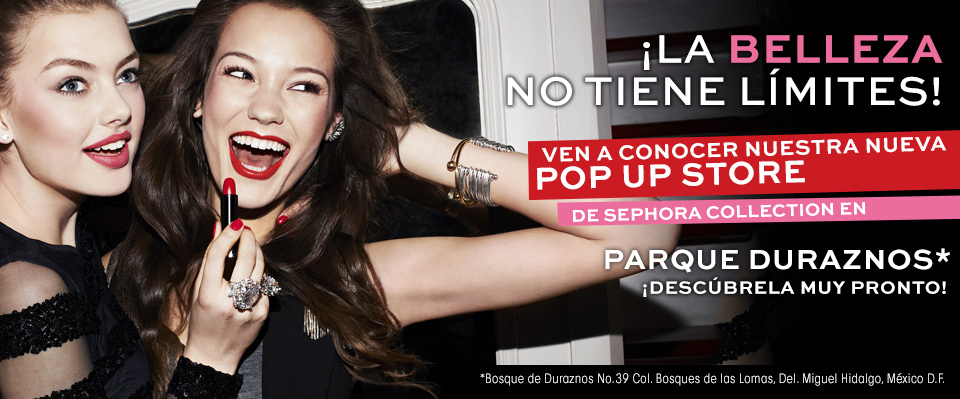 ¡LA BELLEZA
NO TIENE LÍMITES!
VEN A CONOCER NUESTRA NUEVA
POP UP STORE
DE SEPHORA COLLECTION EN
PARQUE DURAZNOS*
¡DESCÚBRELA MUY PRONTO!
*Bosque de Duraznos No.39 Col. Bosques de las Lomas, Del. Miguel Hidalgo, México D.F.